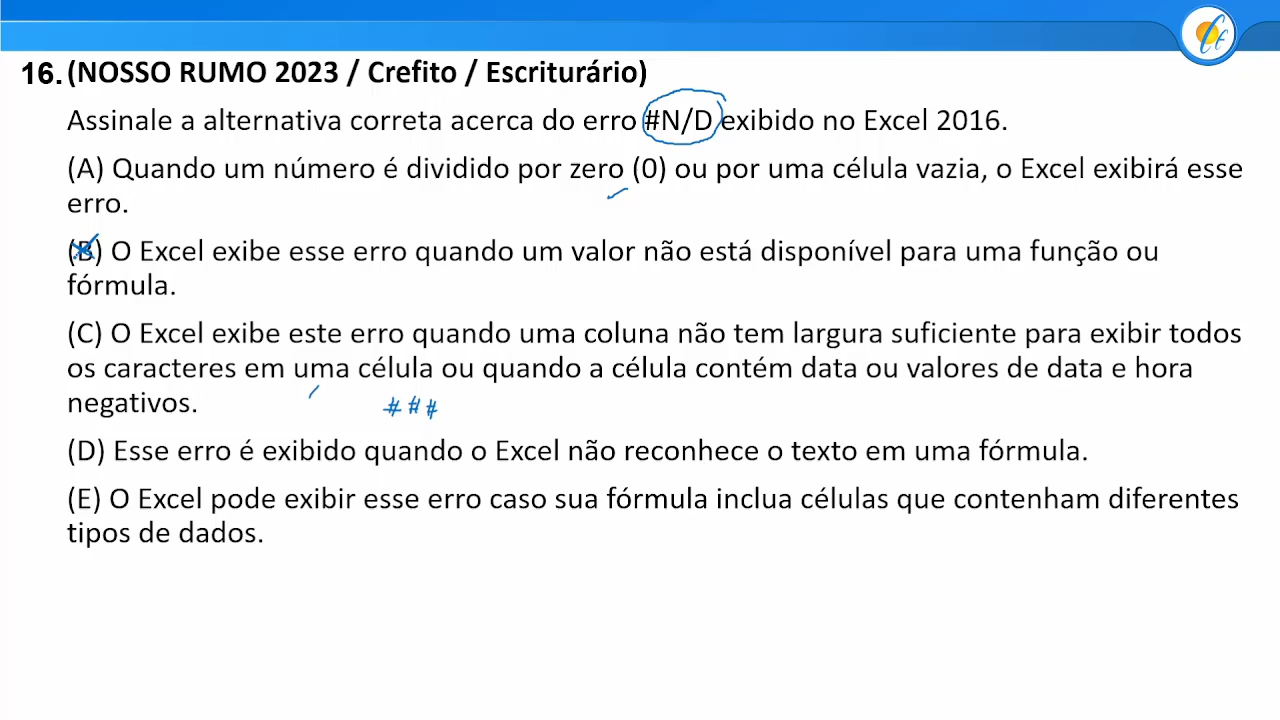 16. (NOSSO RUMO 2023 / Crefito / Escriturário)
Assinale a alternativa correta acerca do erro #N/D exibido no Excel 2016.
(A) Quando um número é dividido por zero (0) ou por uma célula vazia, o Excel exibirá esse
erro.
(B) O Excel exibe esse erro quando um valor não está disponível para uma função ou
fórmula.
(C) O Excel exibe este erro quando uma coluna não tem largura suficiente para exibir todos
os caracteres em uma célula ou quando a célula contém data ou valores de data e hora
negativos.
###
(D) Esse erro é exibido quando o Excel não reconhece o texto em uma fórmula.
(E) O Excel pode exibir esse erro caso sua fórmula inclua células que contenham diferentes
tipos de dados.